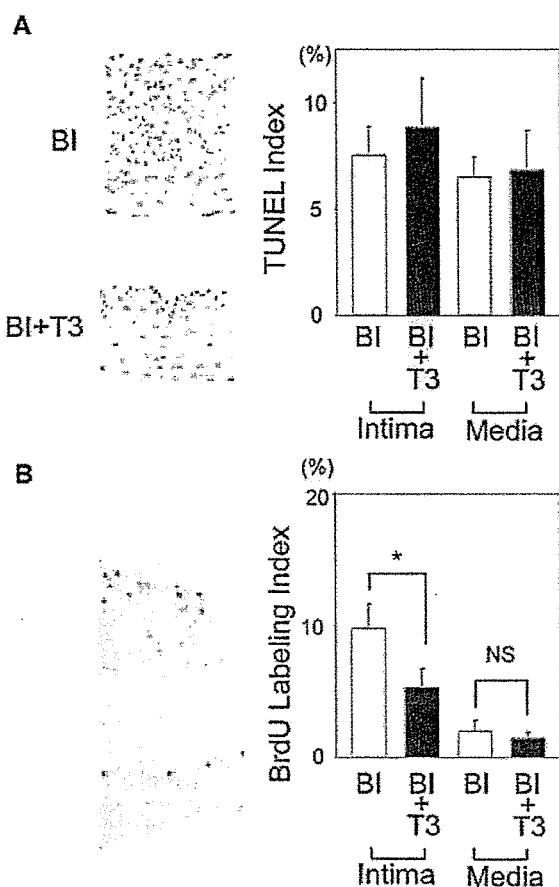 A
BI
BI+T3
(%)
TUNEL Index
10
5
0
BI
BI
+
T3
BI
BI
+
T3
Intima
Media
B
(%)
BrdU Labeling Index
20
10
0
*
NS
BI
BI
+
T3
BI
BI
+
T3
Intima
Media